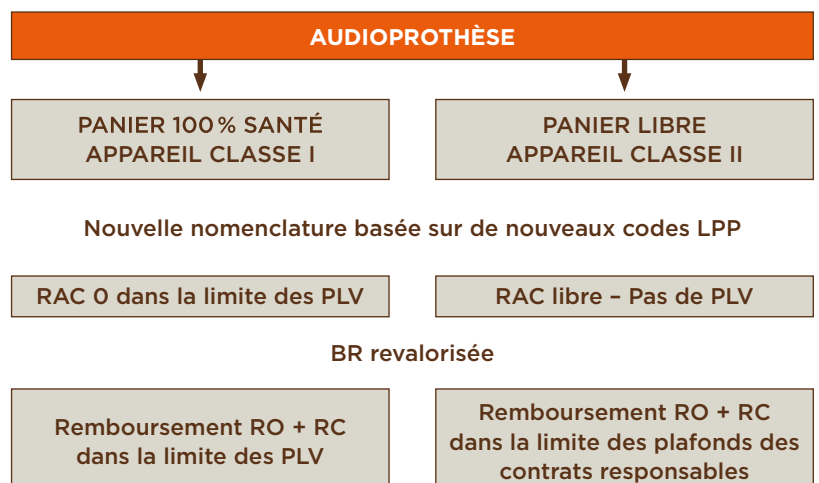 AUDIOPROTHÈSE
PANIER 100% SANTÉ
APPAREIL CLASSE I
PANIER LIBRE
APPAREIL CLASSE II
Nouvelle nomenclature basée sur de nouveaux codes LPP
RAC 0 dans la limite des PLV
RAC libre – Pas de PLV
BR revalorisée
Remboursement RO + RC
dans la limite des PLV
Remboursement RO + RC
dans la limite des plafonds des
contrats responsables